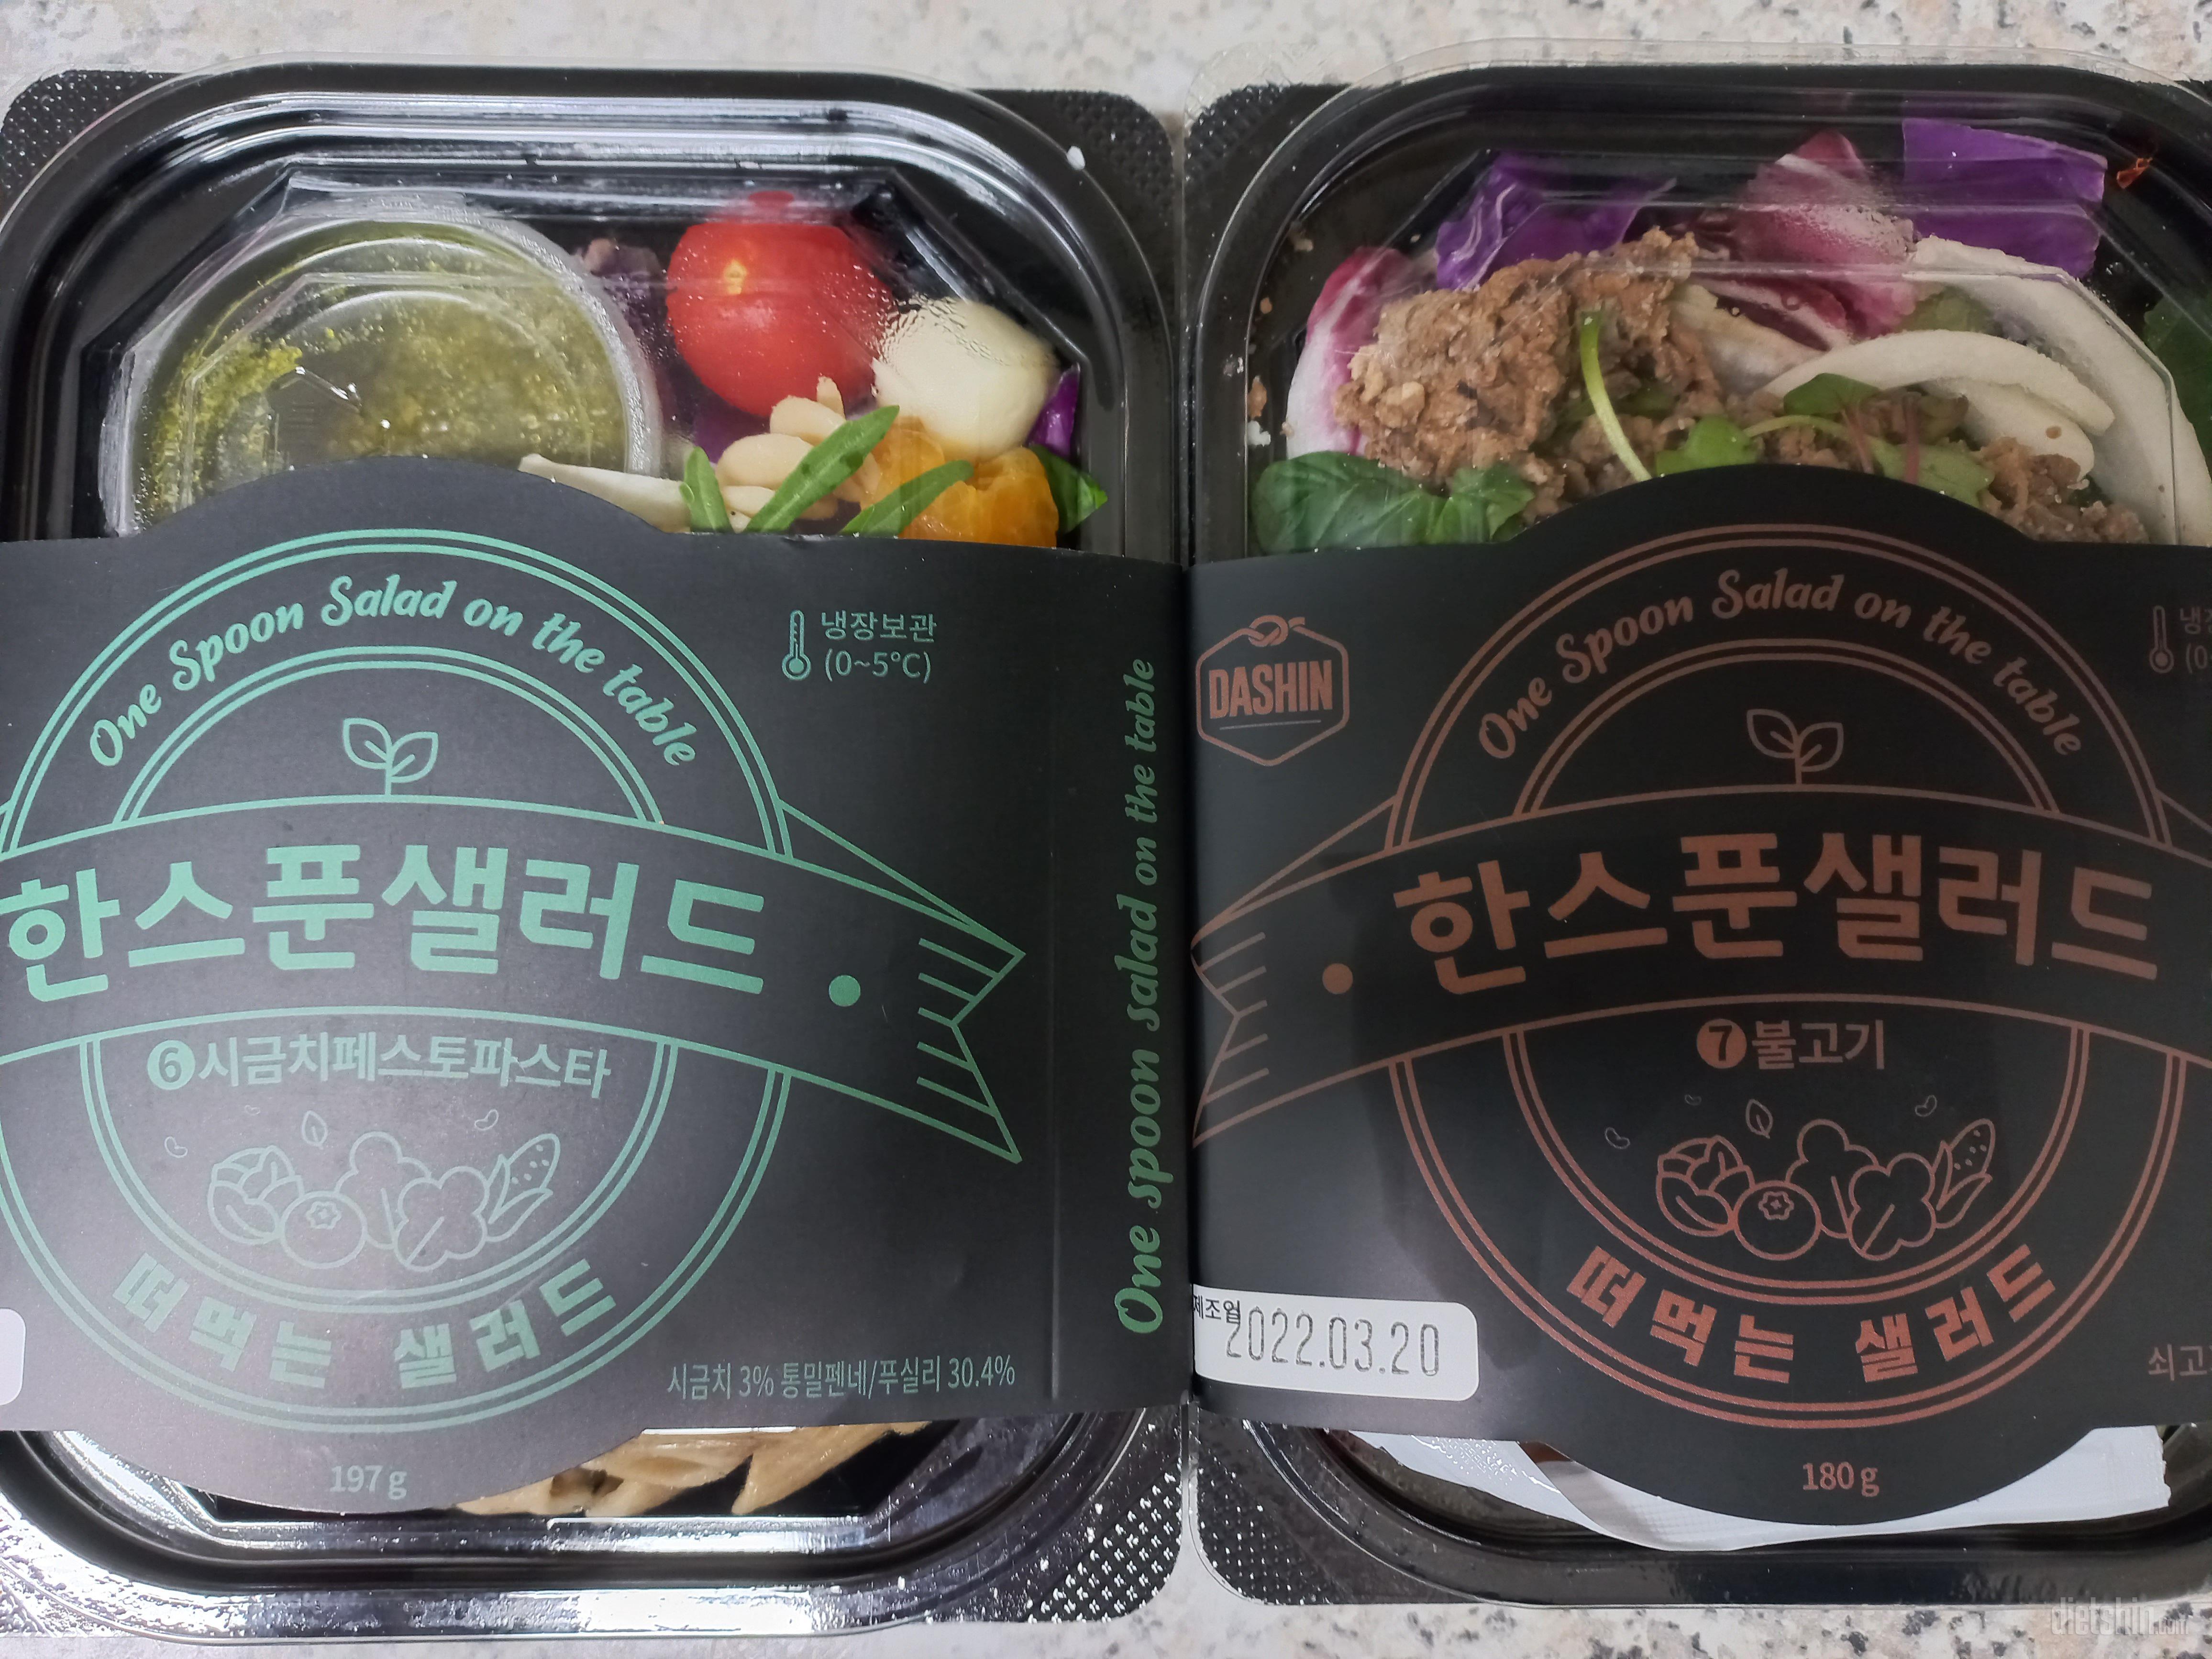 One Spoon Salad on the table
냉장보관
(0~5℃)
한스푼샐러드
6 시금치페스토파스타
떠먹는 샐러드
시금치 3% 통밀펜네/푸실리 30.4%
197 g
One spoon salad on the table
DASHIN
One Spoon Salad on the table
한스푼샐러드
7 불고기
떠먹는 샐러드
제조일
2022.03.20
180 g
dietshin.com